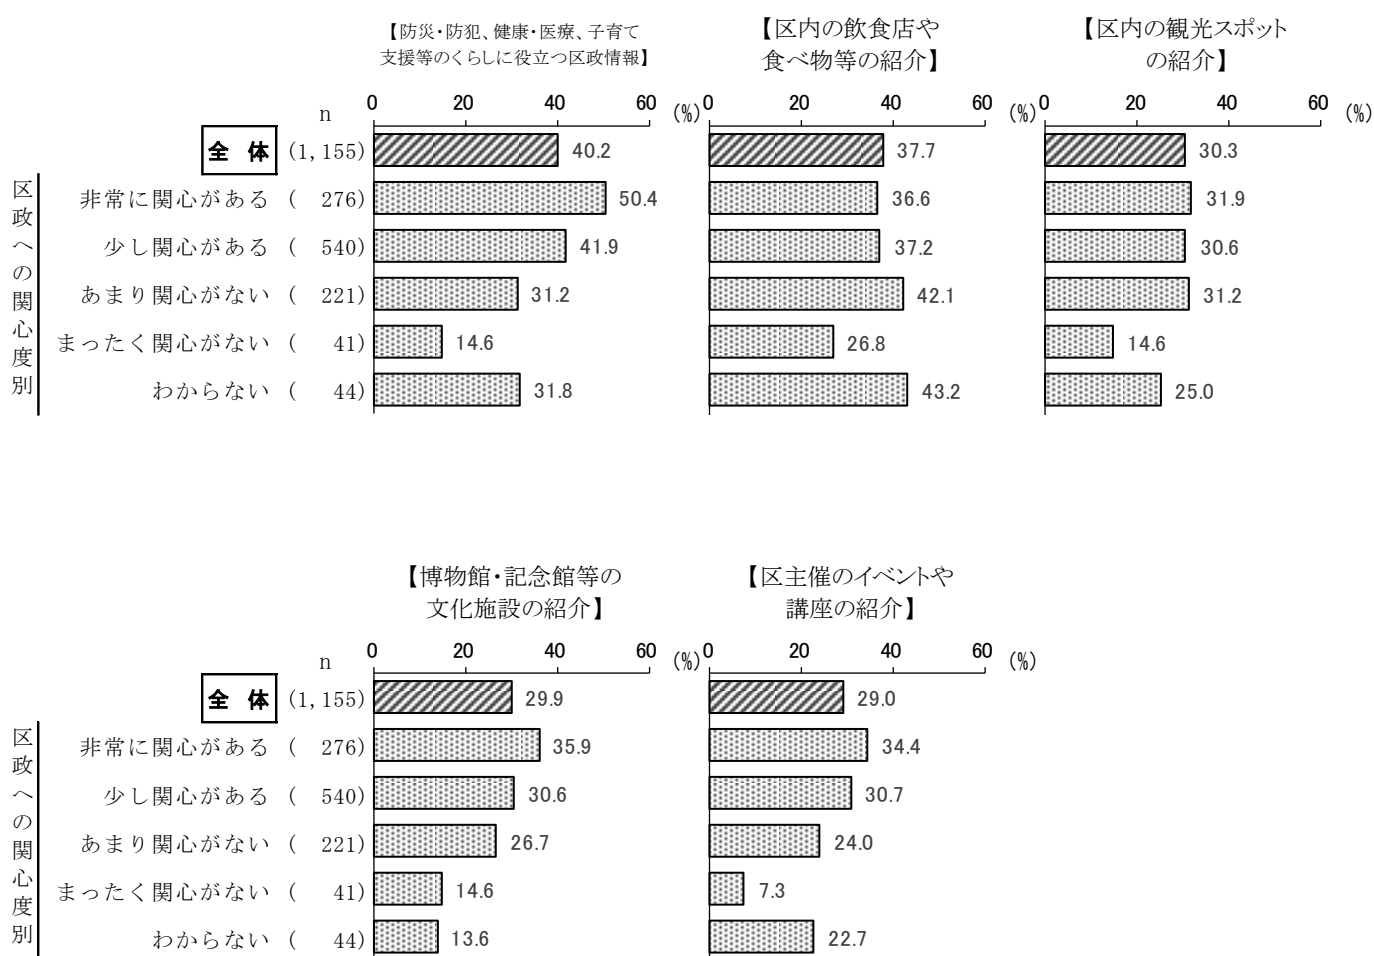 【防災・防犯、健康・医療、子育て
支援等のくらしに役立つ区政情報】
【区内の飲食店や
食べ物等の紹介】
【区内の観光スポット
の紹介】
n 0 20 40 60 (%) 0 20 40 60 (%) 0 20 40 60 (%)
全 体 (1,155) 40.2 37.7 30.3
区政への関心度別
非常に関心がある ( 276) 50.4 36.6 31.9
少し関心がある ( 540) 41.9 37.2 30.6
あまり関心がない ( 221) 31.2 42.1 31.2
まったく関心がない ( 41) 14.6 26.8 14.6
わからない ( 44) 31.8 43.2 25.0
【博物館・記念館等の
文化施設の紹介】
【区主催のイベントや
講座の紹介】
n 0 20 40 60 (%) 0 20 40 60 (%)
全 体 (1,155) 29.9 29.0
区政への関心度別
非常に関心がある ( 276) 35.9 34.4
少し関心がある ( 540) 30.6 30.7
あまり関心がない ( 221) 26.7 24.0
まったく関心がない ( 41) 14.6 7.3
わからない ( 44) 13.6 22.7